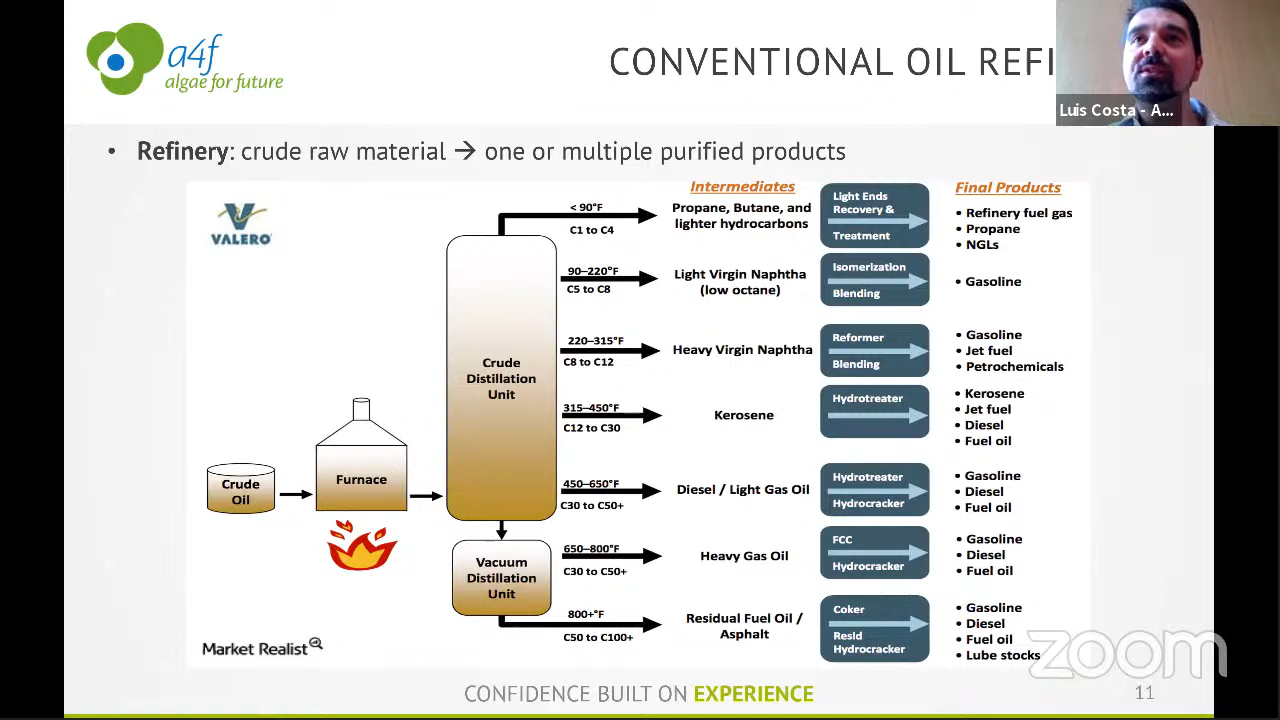 a4f
algae for future
CONVENTIONAL OIL REFI
Luis Costa - A...
• Refinery: crude raw material → one or multiple purified products
VALERO
Intermediates
Final Products
< 90°F
C1 to C4
Propane, Butane, and
lighter hydrocarbons
Light Ends
Recovery &
Treatment
• Refinery fuel gas
• Propane
• NGLs
90–220°F
C5 to C8
Light Virgin Naphtha
(low octane)
Isomerization
Blending
• Gasoline
220–315°F
C8 to C12
Heavy Virgin Naphtha
Reformer
Blending
• Gasoline
• Jet fuel
• Petrochemicals
Crude
Distillation
Unit
315–450°F
C12 to C30
Kerosene
Hydrotreater
• Kerosene
• Jet fuel
• Diesel
• Fuel oil
Crude
Oil
Furnace
450–650°F
C30 to C50+
Diesel / Light Gas Oil
Hydrotreater
Hydrocracker
• Gasoline
• Diesel
• Fuel oil
Vacuum
Distillation
Unit
650–800°F
C30 to C50+
Heavy Gas Oil
FCC
Hydrocracker
• Gasoline
• Diesel
• Fuel oil
800+°F
C50 to C100+
Residual Fuel Oil /
Asphalt
Coker
Resid
Hydrocracker
• Gasoline
• Diesel
• Fuel oil
• Lube stocks
Market Realist
zoom
CONFIDENCE BUILT ON EXPERIENCE
11